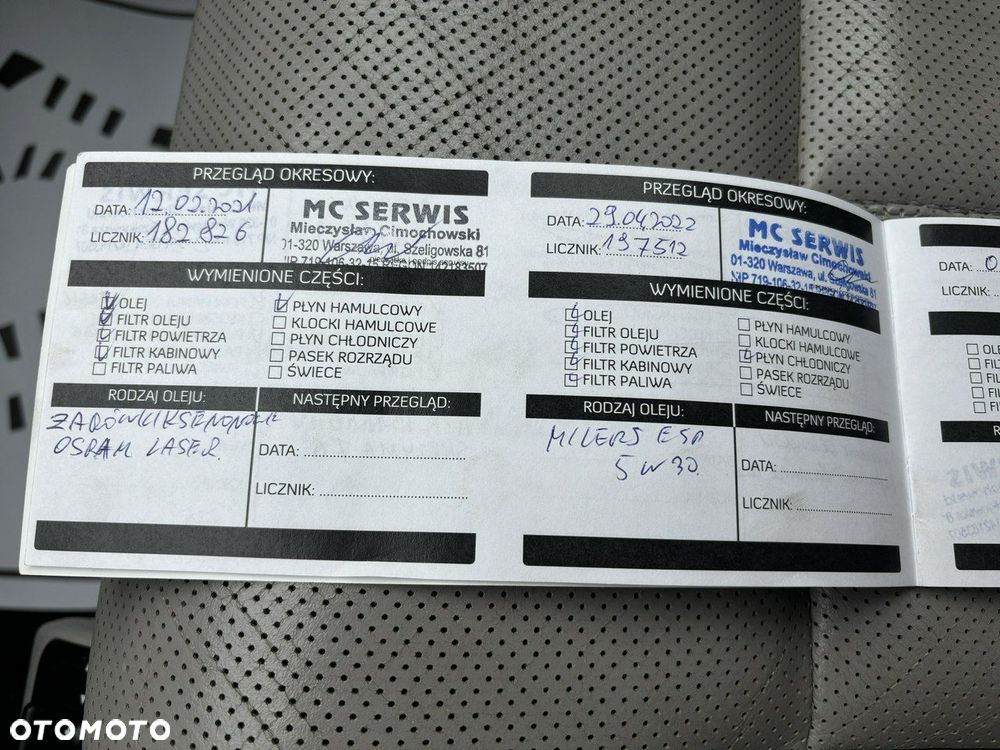 PRZEGLĄD OKRESOWY:
DATA: 12.02.2021
LICZNIK: 182 826
MC SERWIS
Mieczysław Cimochowski
01-320 Warszawa, ul. Szeligowska 81
WYMIENIONE CZĘŚCI:
OLEJ
FILTR OLEJU
FILTR POWIETRZA
FILTR KABINOWY
FILTR PALIWA
PŁYN HAMULCOWY
KLOCKI HAMULCOWE
PŁYN CHŁODNICZY
PASEK ROZRZĄDU
ŚWIECE
RODZAJ OLEJU:
OSRAM LASER.
NASTĘPNY PRZEGLĄD:
DATA:
LICZNIK:
PRZEGLĄD OKRESOWY:
DATA: 29.04.2022
LICZNIK: 197512
MC SERWIS
Mieczysław Cimochowski
01-320 Warszawa, ul. Szeligowska 81
WYMIENIONE CZĘŚCI:
OLEJ
FILTR OLEJU
FILTR POWIETRZA
FILTR KABINOWY
FILTR PALIWA
PŁYN HAMULCOWY
KLOCKI HAMULCOWE
PŁYN CHŁODNICZY
PASEK ROZRZĄDU
ŚWIECE
RODZAJ OLEJU:
MILERS ESP
5W30
NASTĘPNY PRZEGLĄD:
DATA:
LICZNIK:
DATA: 0
LICZNIK:
OTOMOTO